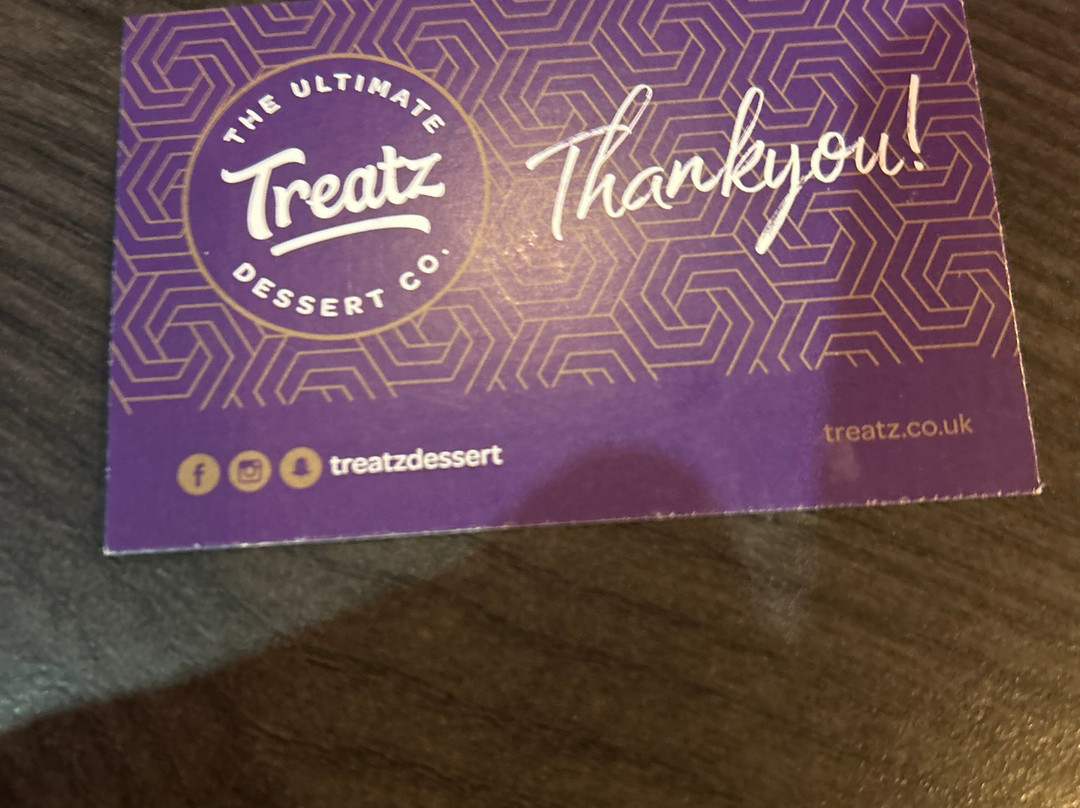 THE ULTIMATE
Treatz
DESSERT CO.
Thankyou!
treatzdessert
treatz.co.uk